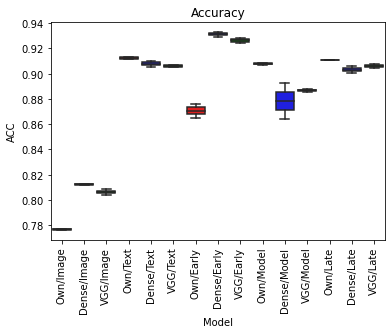 Accuracy
0.94
0.92
0.90
0.88
0.86
0.84
0.82
0.80
0.78
ACC
Own/Image
Dense/Image
VGG/Image
Own/Text
Dense/Text
VGG/Text
Own/Early
Dense/Early
VGG/Early
Own/Model
Dense/Model
VGG/Model
Own/Late
Dense/Late
VGG/Late
Model